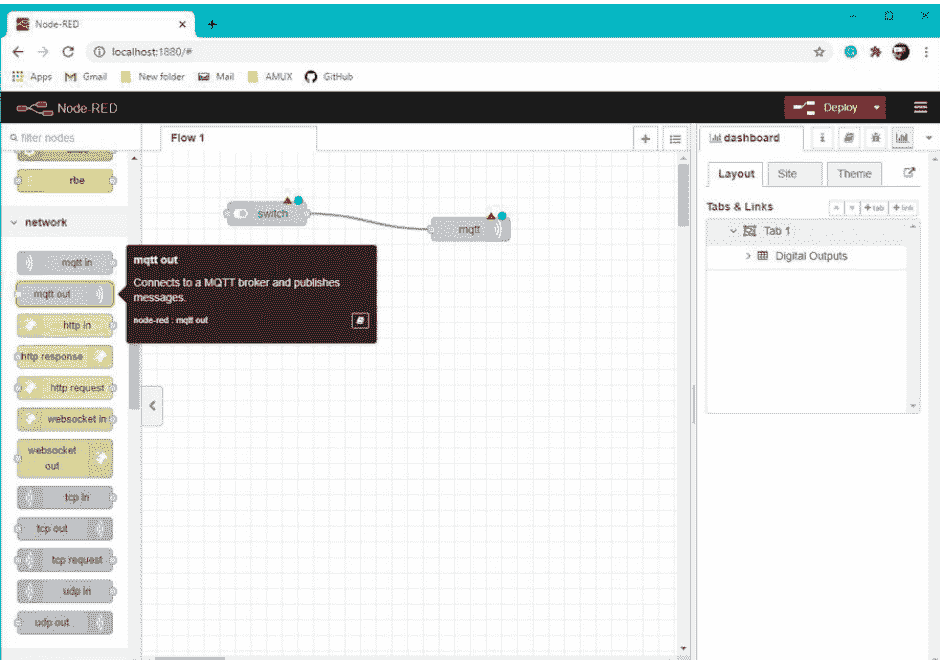 Node-RED
localhost:1880/#
Apps Gmail New folder Mail AMUX GitHub
Node-RED
Deploy
filter nodes
Flow 1
dashboard
i
rbe
network
mqtt in
mqtt out
http in
http response
http request
websocket in
websocket
out
tcp in
tcp out
tcp request
udp in
udp out
switch
mqtt
mqtt out
Connects to a MQTT broker and publishes
messages.
node-red : mqtt out
Layout Site Theme
Tabs & Links
tab
link
Tab 1
Digital Outputs